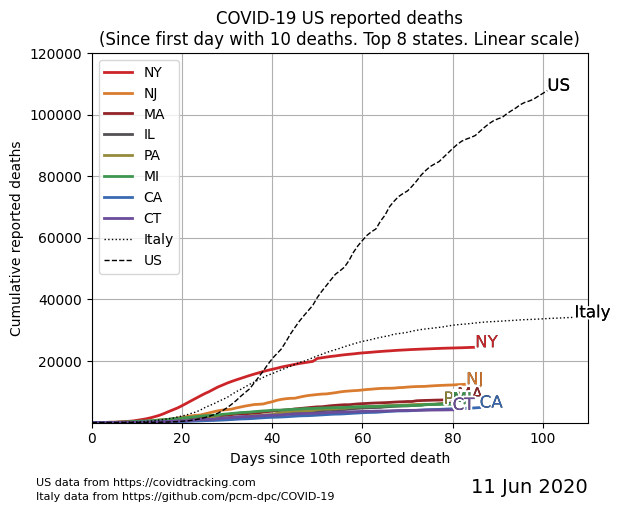 COVID-19 US reported deaths
(Since first day with 10 deaths. Top 8 states. Linear scale)
120000
100000
80000
60000
40000
20000
Cumulative reported deaths
NY
NJ
MA
IL
PA
MI
CA
CT
Italy
US
US
Italy
NY
NJ
CT
CA
0
20
40
60
80
100
Days since 10th reported death
US data from https://covidtracking.com
Italy data from https://github.com/pcm-dpc/COVID-19
11 Jun 2020